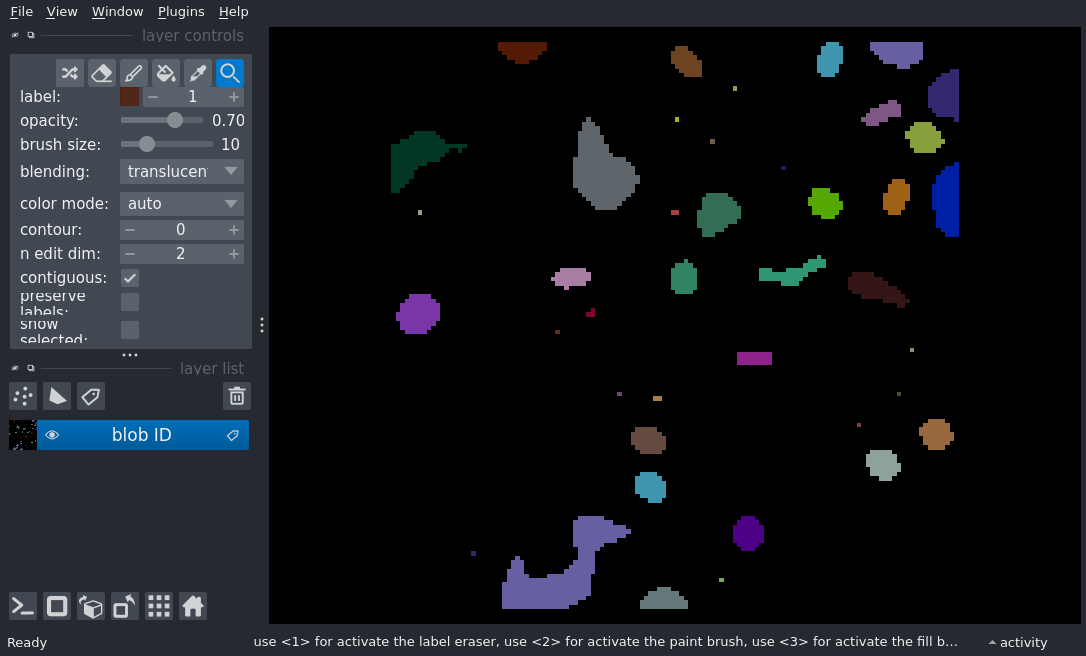 File View Window Plugins Help
layer controls
label: 1
opacity: 0.70
brush size: 10
blending: translucen
color mode: auto
contour: 0
n edit dim: 2
contiguous:
preserve
labels:
show
selected:
layer list
blob ID
Ready use <1> for activate the label eraser, use <2> for activate the paint brush, use <3> for activate the fill b... activity